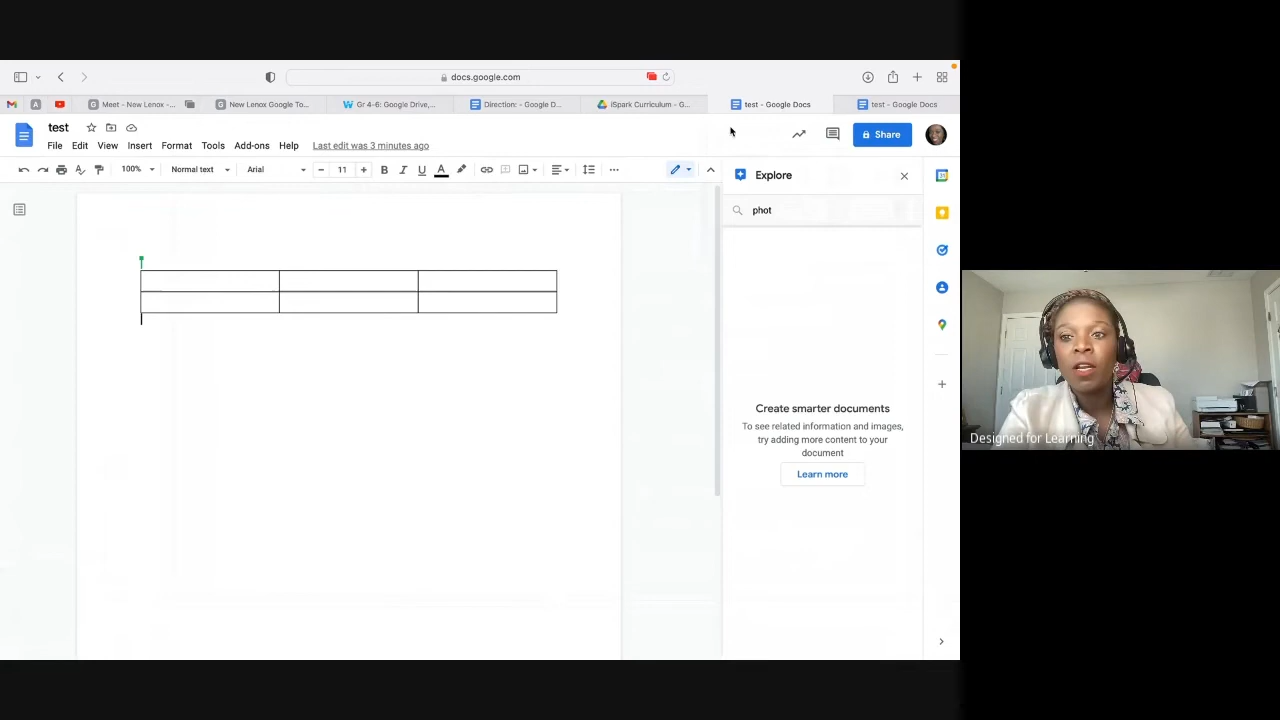 docs.google.com
Meet - New Lenox -...
New Lenox Google To...
Gr 4-6: Google Drive,...
Direction: - Google D...
iSpark Curriculum - G...
test - Google Docs
test - Google Docs
test
File Edit View Insert Format Tools Add-ons Help Last edit was 3 minutes ago
Share
100% Normal text Arial 11 B I U A
Explore
phot
Create smarter documents
To see related information and images,
try adding more content to your
document
Learn more
Designed for Learning